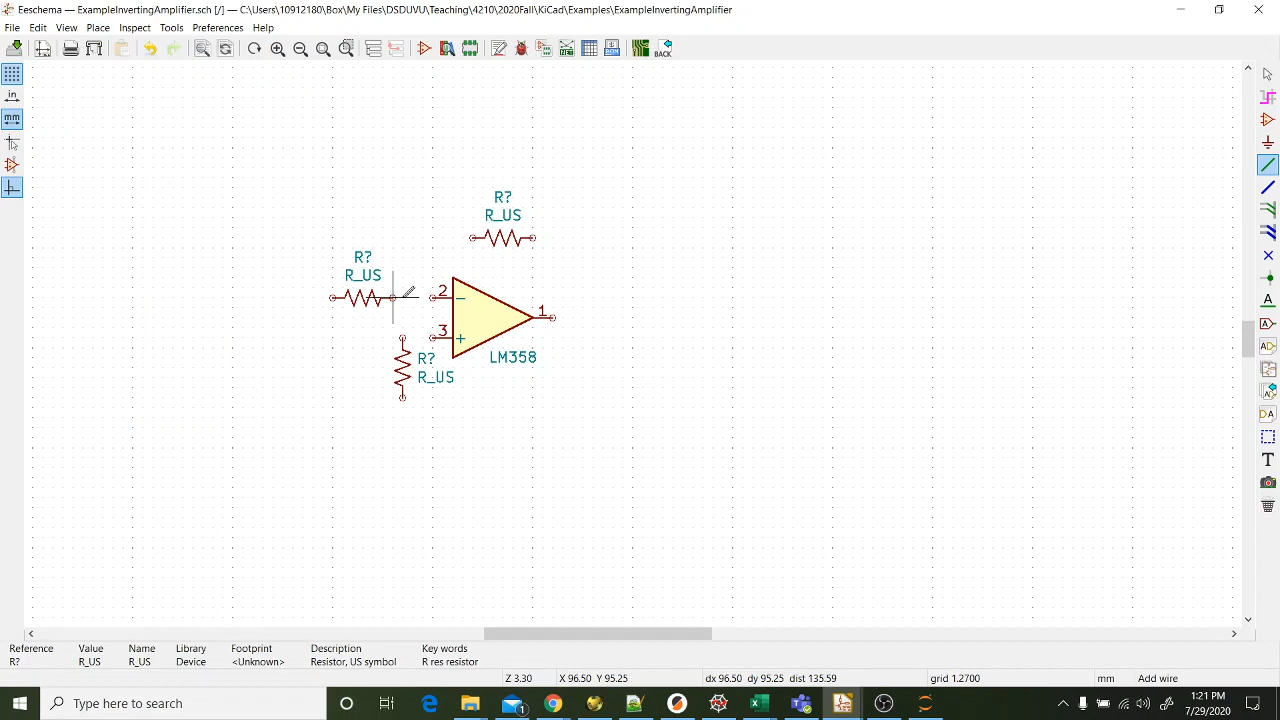 Eeschema — ExampleInvertingAmplifier.sch [/] — C:\Users\10912180\Box\My Files\DSDUVU\Teaching\4210\2020Fall\KiCad\Examples\ExampleInvertingAmplifier
File Edit View Place Inspect Tools Preferences Help
BACK
in
mm
R?
R_US
R?
R_US
2
1
3
R?
LM358
R_US
A
A
A
A
A
T
Reference Value Name Library Footprint Description Key words
R? R_US R_US Device <Unknown> Resistor, US symbol R res resistor
Z 3.30 X 96.50 Y 95.25 dx 96.50 dy 95.25 dist 135.59 grid 1.2700 mm Add wire
Type here to search
1
1:21 PM
7/29/2020